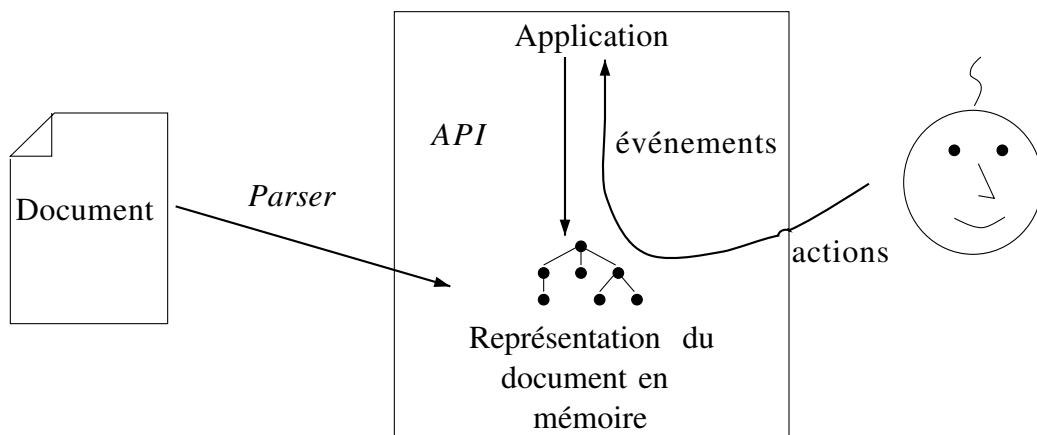 Application
API
événements
Parser
Document
actions
Représentation du
document en
mémoire